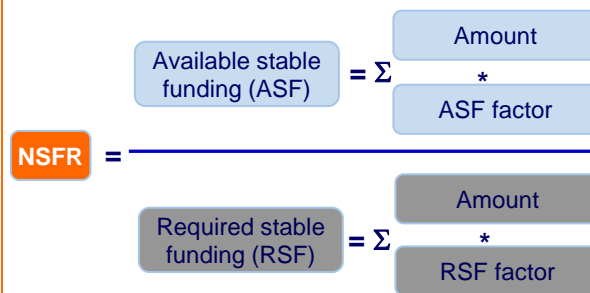 Amount
Available stable
funding (ASF)
= Σ
*
ASF factor
NSFR
=
Amount
Required stable
funding (RSF)
= Σ
*
RSF factor